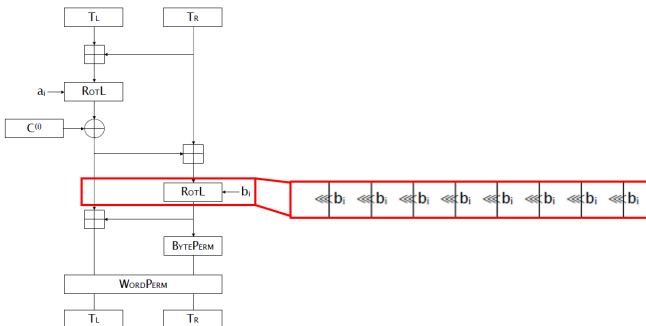 TL TR
ai ROTL
C(i)
ROTL bi
⋘bi ⋘bi ⋘bi ⋘bi ⋘bi ⋘bi ⋘bi ⋘bi
BYTEPERM
WORDPERM
TL TR